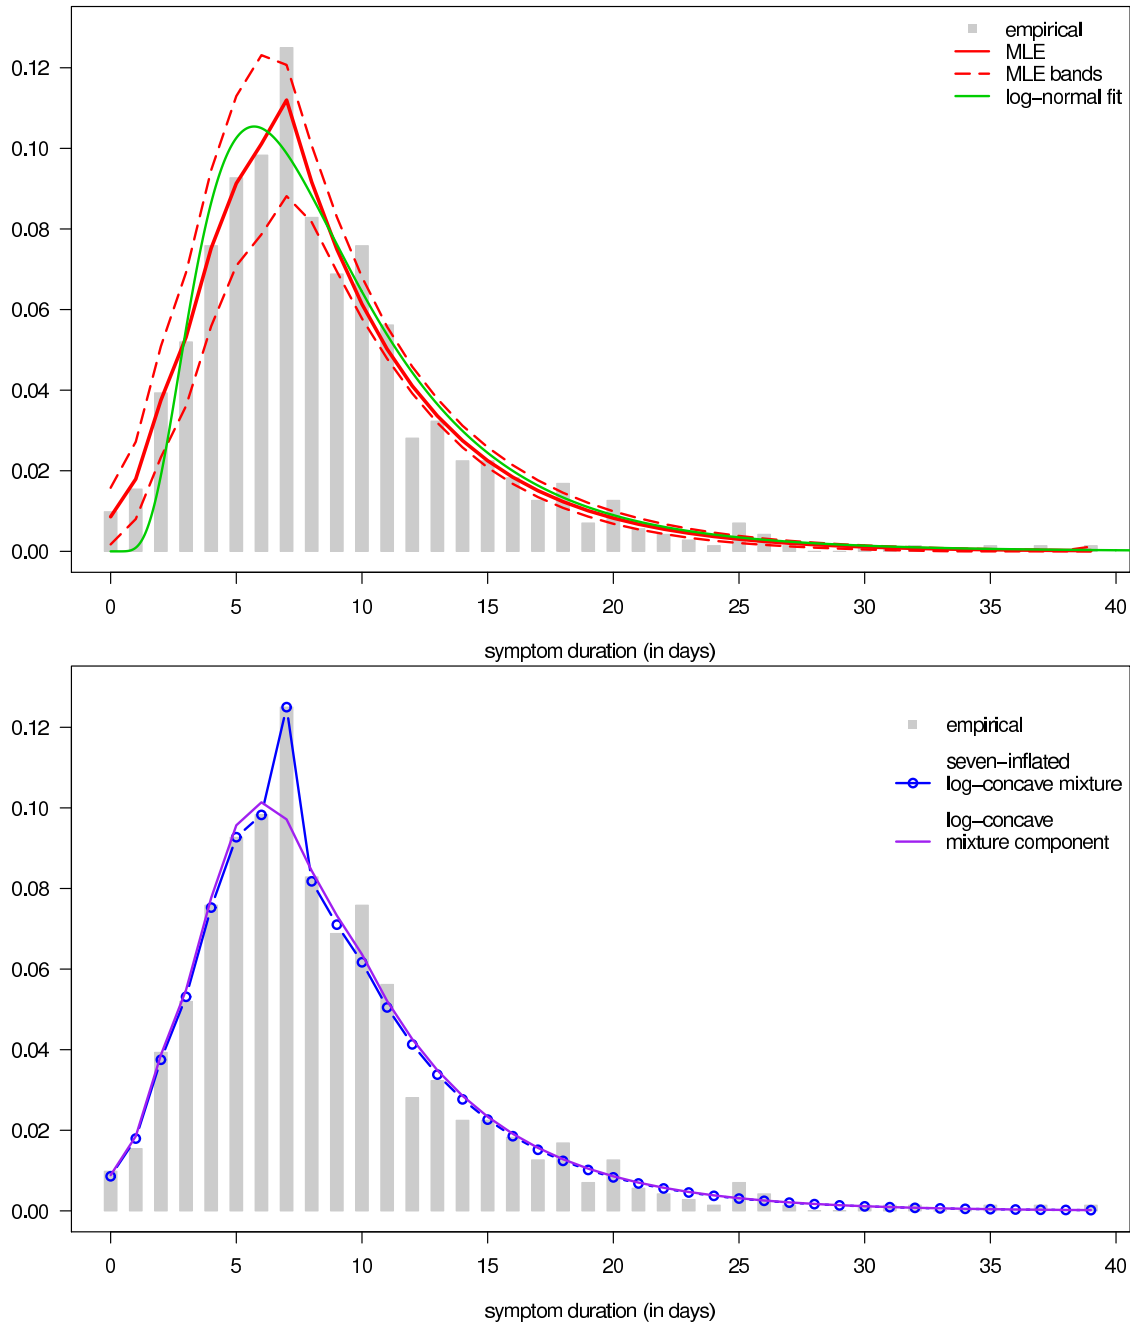 empirical
MLE
MLE bands
log−normal fit
0.12
0.10
0.08
0.06
0.04
0.02
0.00
0 5 10 15 20 25 30 35 40
symptom duration (in days)
empirical
seven−inflated
log−concave mixture
log−concave
mixture component
0.12
0.10
0.08
0.06
0.04
0.02
0.00
0 5 10 15 20 25 30 35 40
symptom duration (in days)